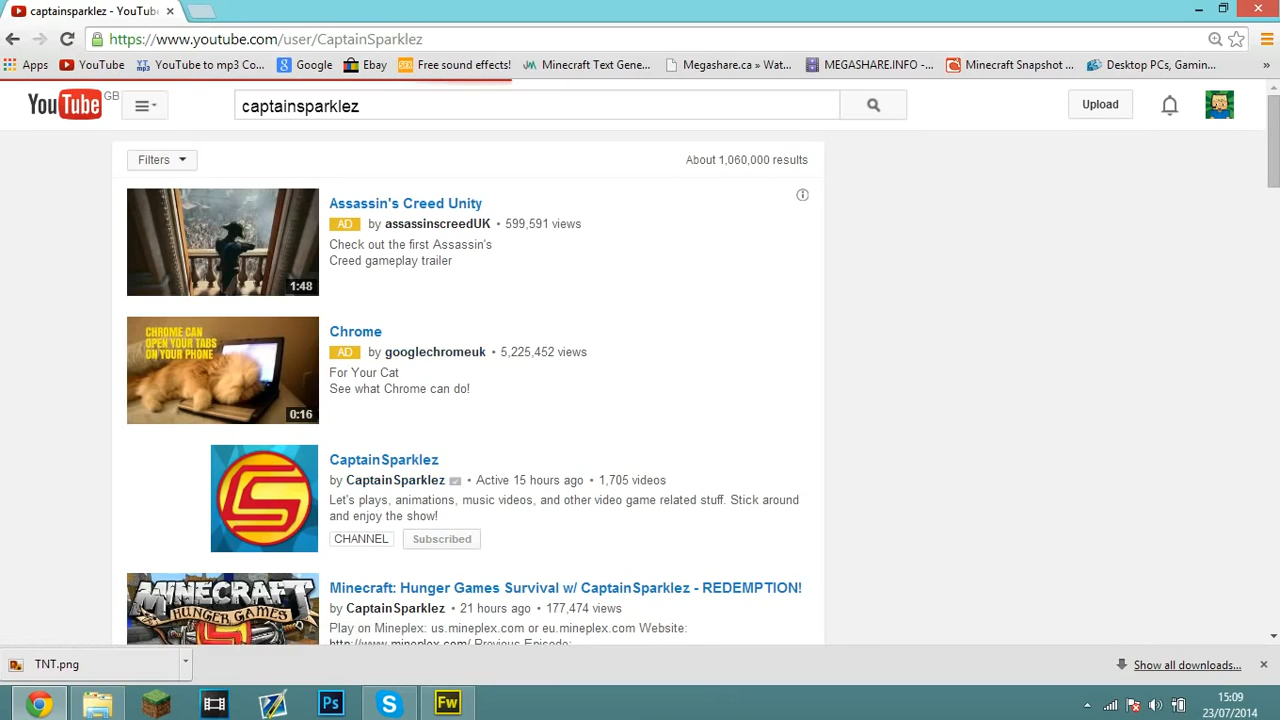 captainsparklez - YouTube
https://www.youtube.com/user/CaptainSparklez
Apps YouTube YouTube to mp3 Co... Google Ebay Free sound effects! Minecraft Text Gene... Megashare.ca » Wat... MEGASHARE.INFO -... Minecraft Snapshot ... Desktop PCs, Gamin... »
YouTube GB captainsparklez Upload
Filters About 1,060,000 results
Assassin's Creed Unity
AD by assassinscreedUK • 599,591 views
Check out the first Assassin's
Creed gameplay trailer
1:48
CHROME CAN
OPEN YOUR TABS
ON YOUR PHONE
Chrome
AD by googlechromeuk • 5,225,452 views
For Your Cat
See what Chrome can do!
0:16
CaptainSparklez
by CaptainSparklez • Active 15 hours ago • 1,705 videos
Let's plays, animations, music videos, and other video game related stuff. Stick around
and enjoy the show!
CHANNEL Subscribed
MINECRAFT
HUNGER GAMES
Minecraft: Hunger Games Survival w/ CaptainSparklez - REDEMPTION!
by CaptainSparklez • 21 hours ago • 177,474 views
Play on Mineplex: us.mineplex.com or eu.mineplex.com Website:
http://www.mineplex.com/ Previous Episode:
TNT.png Show all downloads...
Ps S Fw
15:09
23/07/2014